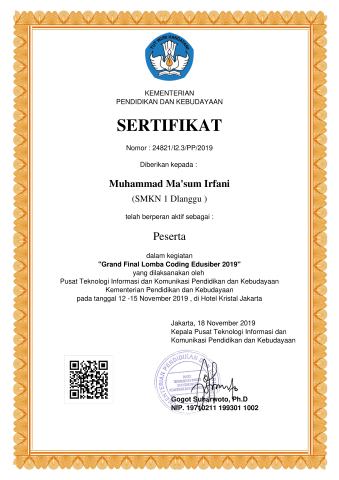 KEMENTERIAN
PENDIDIKAN DAN KEBUDAYAAN
SERTIFIKAT
Nomor : 24821/I2.3/PP/2019
Diberikan kepada :
Muhammad Ma'sum Irfani
(SMKN 1 Dlanggu )
telah berperan aktif sebagai :
Peserta
dalam kegiatan
"Grand Final Lomba Coding Edusiber 2019"
yang dilaksanakan oleh
Pusat Teknologi Informasi dan Komunikasi Pendidikan dan Kebudayaan
Kementerian Pendidikan dan Kebudayaan
pada tanggal 12 -15 November 2019 , di Hotel Kristal Jakarta
Jakarta, 18 November 2019
Kepala Pusat Teknologi Informasi dan
Komunikasi Pendidikan dan Kebudayaan
Gogot Suharwoto, Ph.D
NIP. 19710211 199301 1002